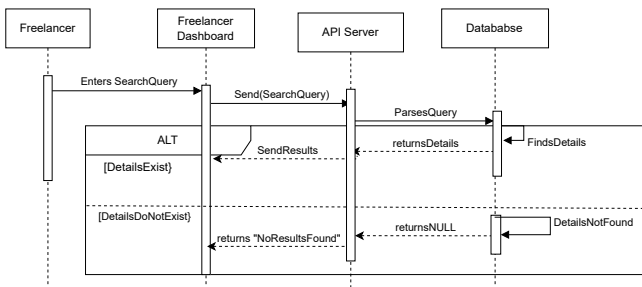 Freelancer
Freelancer
Dashboard
API Server
Datababse
Enters SearchQuery
Send(SearchQuery)
ParsesQuery
ALT
returnsDetails
FindsDetails
SendResults
[DetailsExist}
[DetailsDoNotExist}
DetailsNotFound
returnsNULL
returns "NoResultsFound"